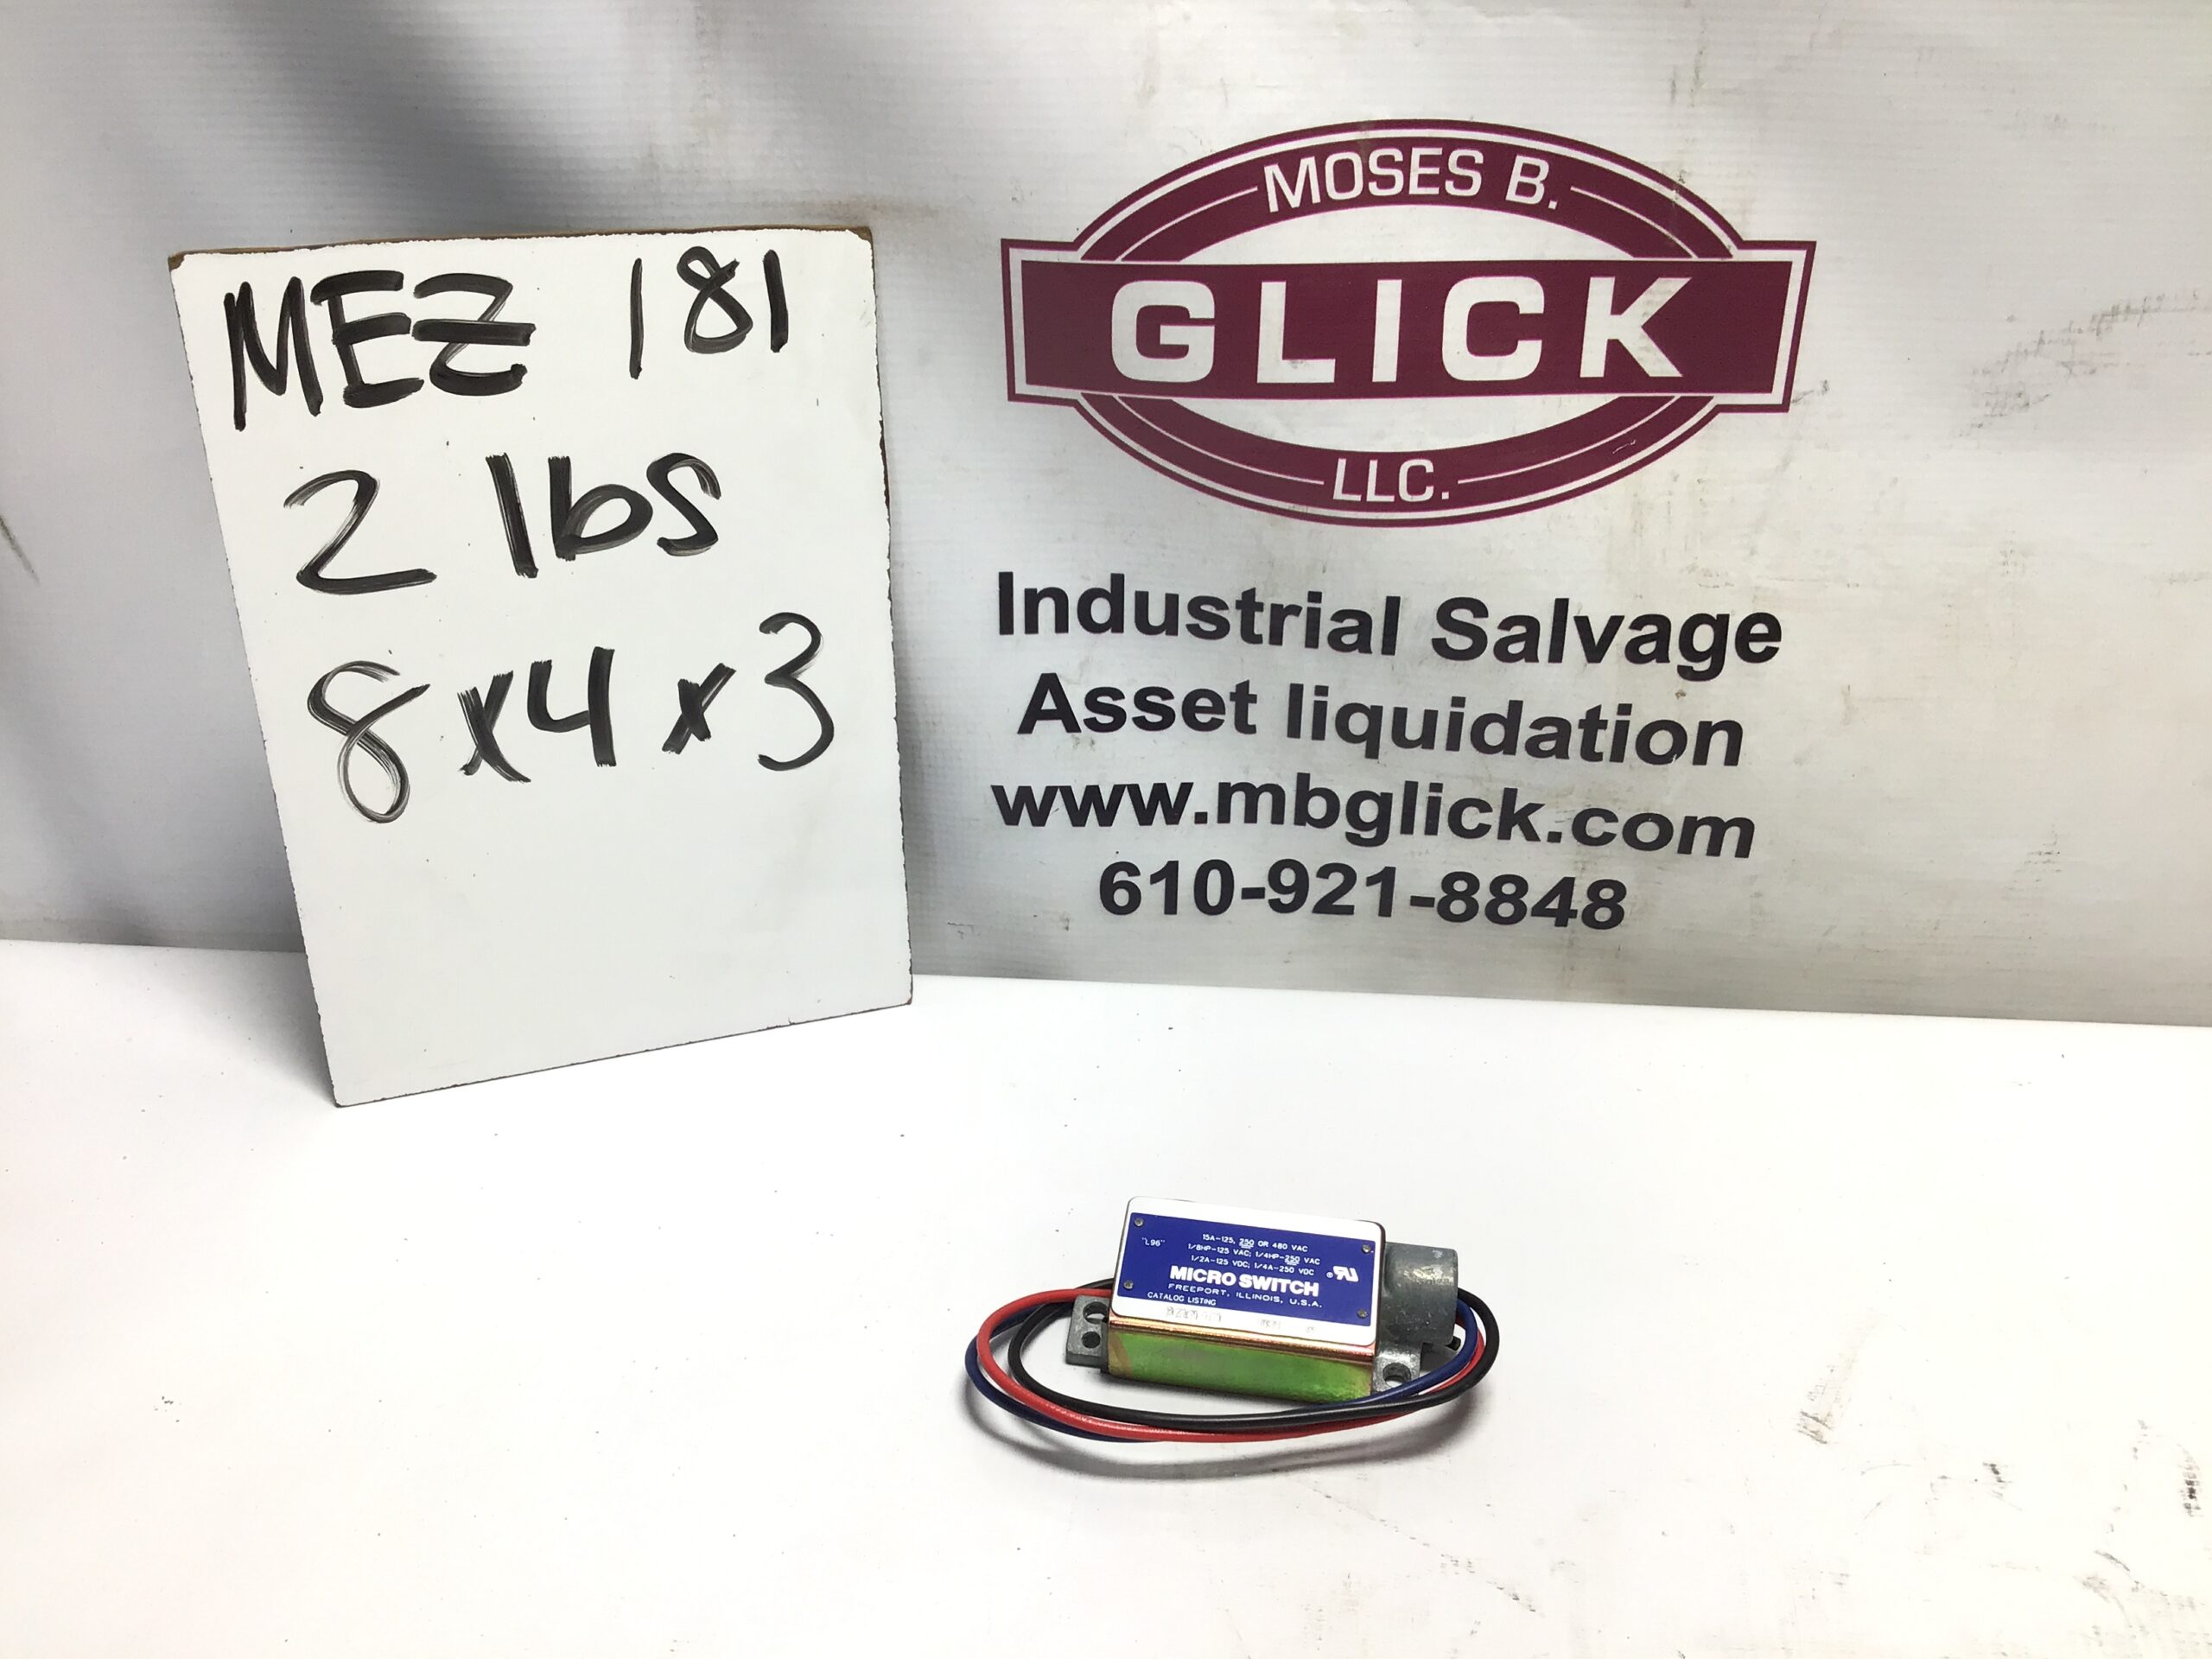 MEZ 181
2 lbs
8x4x3
MOSES B.
GLICK
LLC.
Industrial Salvage
Asset liquidation
www.mbglick.com
610-921-8848
"L96"
15A-125, 250 OR 480 VAC
1/8HP-125 VAC; 1/4HP-250 VAC
1/2A-125 VDC; 1/4A-250 VDC
MICRO SWITCH
FREEPORT, ILLINOIS, U.S.A.
CATALOG LISTING